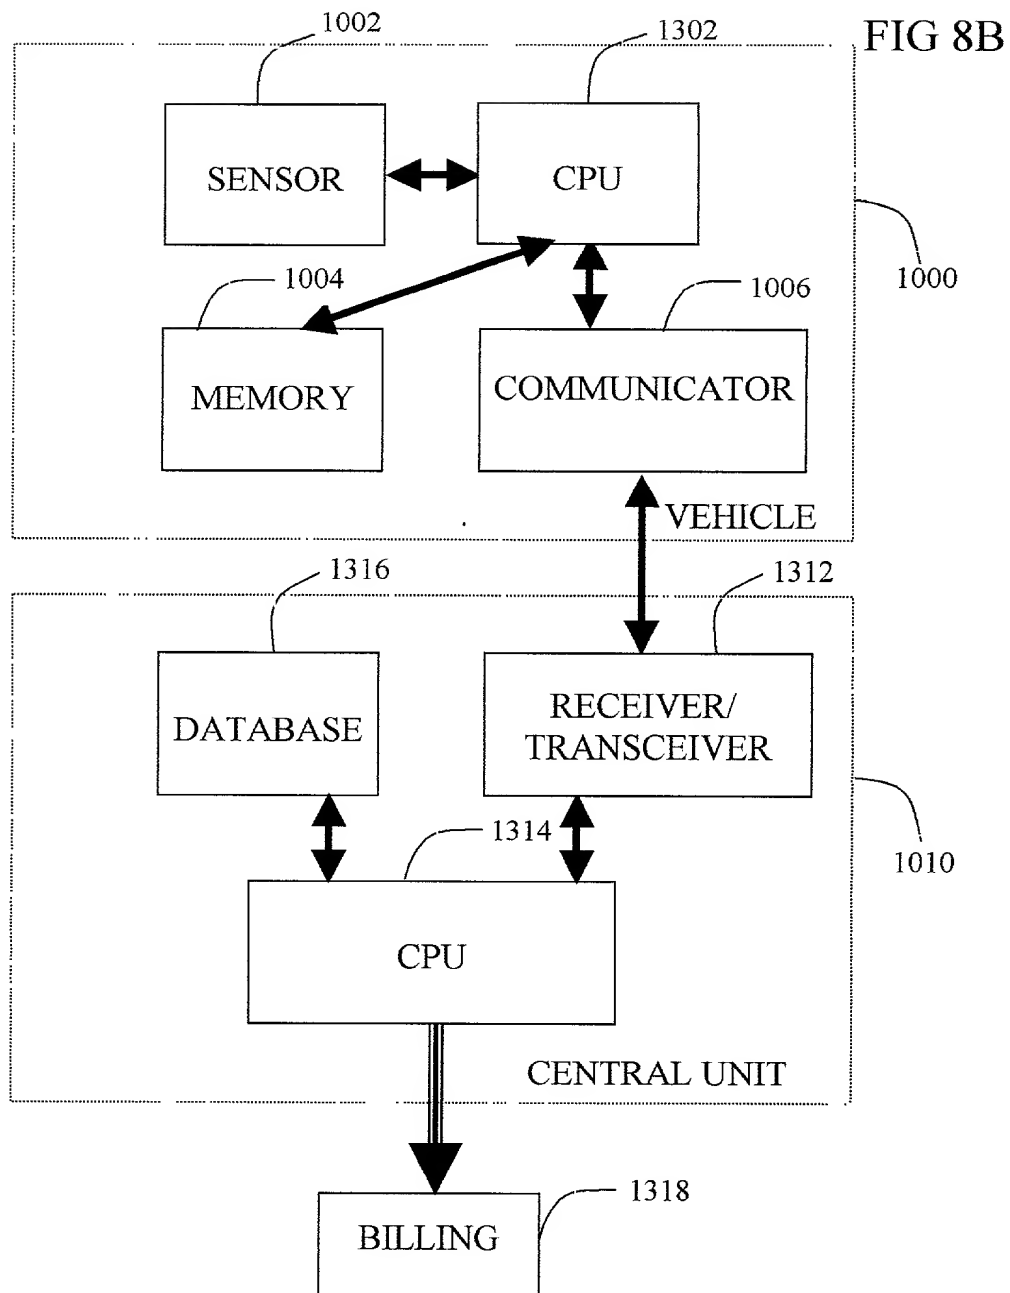 1002
1302
FIG 8B
SENSOR
CPU
1004
1006
1000
MEMORY
COMMUNICATOR
VEHICLE
1316
1312
DATABASE
RECEIVER/
TRANSCEIVER
1314
1010
CPU
CENTRAL UNIT
1318
BILLING